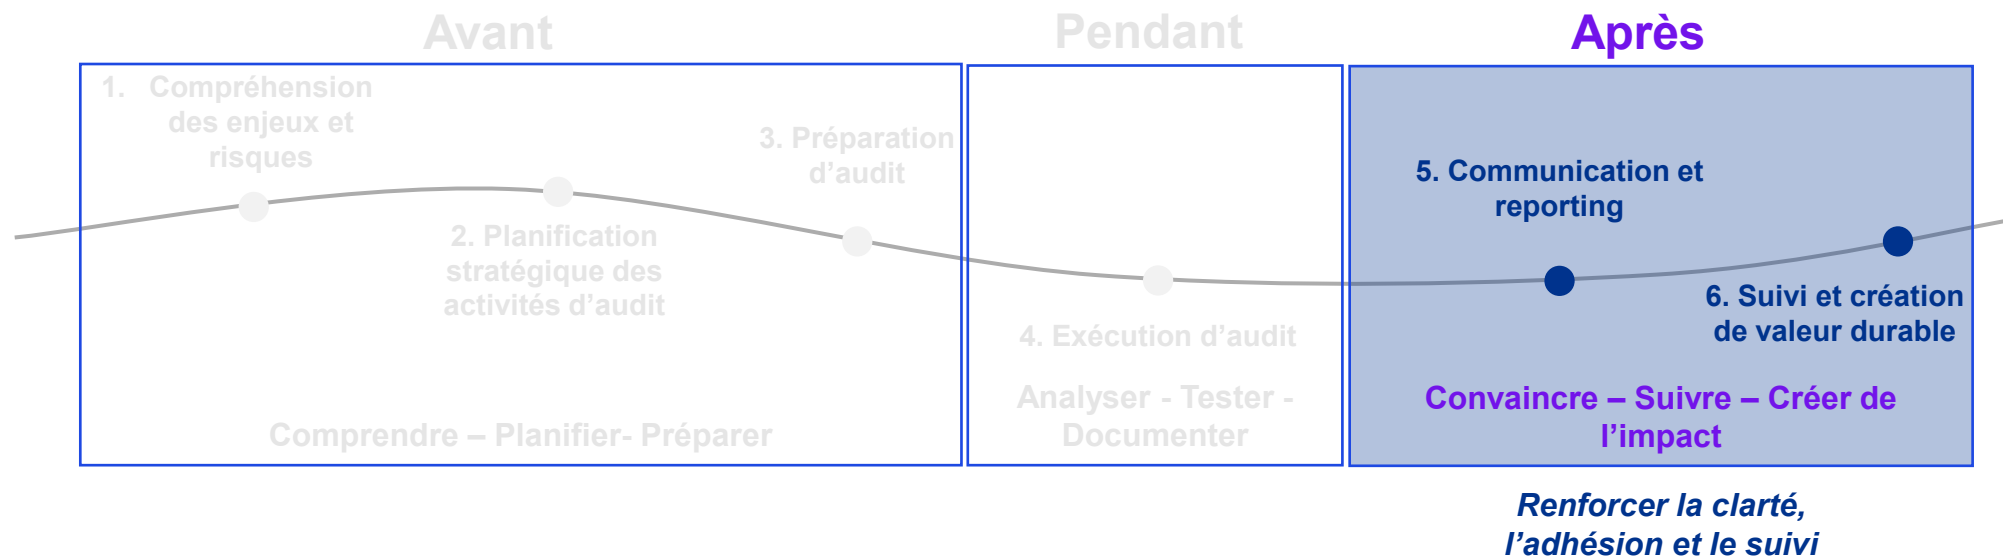 Avant
Pendant
Après
1. Compréhension
des enjeux et
risques
2. Planification
stratégique des
activités d’audit
3. Préparation
d’audit
Comprendre – Planifier- Préparer
4. Exécution d’audit
Analyser - Tester -
Documenter
5. Communication et
reporting
6. Suivi et création
de valeur durable
Convaincre – Suivre – Créer de
l’impact
Renforcer la clarté,
l’adhésion et le suivi